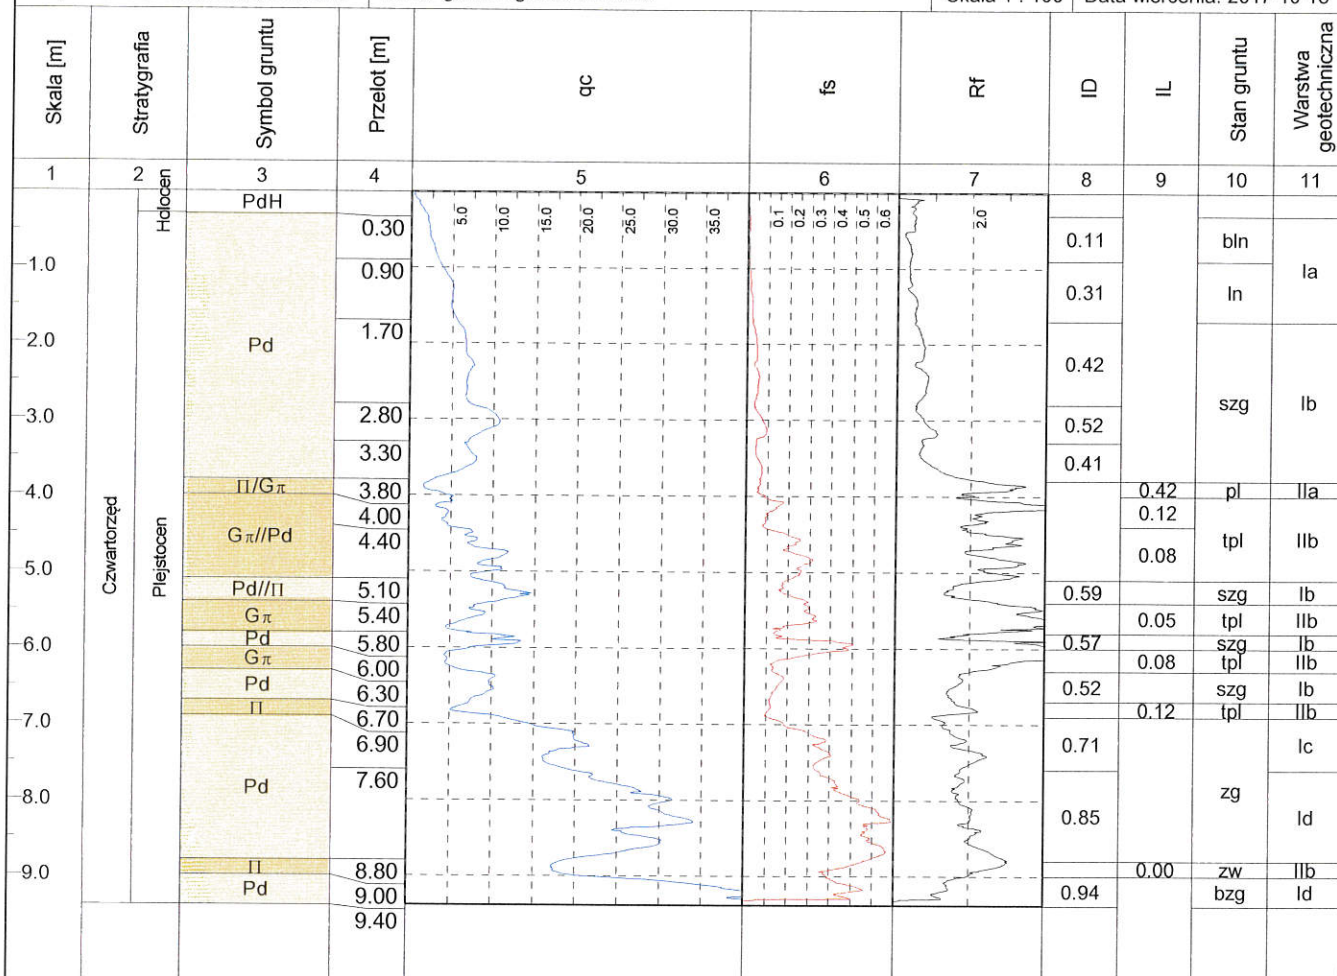 Skala 1 : 100
Data wiercenia: 2017-10-18
Skala [m]
Stratygrafia
Symbol gruntu
Przelot [m]
qc
fs
Rf
ID
IL
Stan gruntu
Warstwa
geotechniczna
1 2 3 4 5 6 7 8 9 10 11
Holocen
Czwartorzęd
Plejstocen
5.0 10.0 15.0 20.0 25.0 30.0 35.0
0.1 0.2 0.3 0.4 0.5 0.6
2.0
1.0
2.0
3.0
4.0
5.0
6.0
7.0
8.0
9.0
PdH
Pd
Π/Gπ
Gπ//Pd
Pd//Π
Gπ
Pd
Gπ
Pd
Π
Pd
Π
Pd
0.30
0.90
1.70
2.80
3.30
3.80
4.00
4.40
5.10
5.40
5.80
6.00
6.30
6.70
6.90
7.60
8.80
9.00
9.40
0.11
0.31
0.42
0.52
0.41
0.59
0.57
0.52
0.71
0.85
0.94
0.42
0.12
0.08
0.05
0.08
0.12
0.00
bln
ln
szg
pl
tpl
szg
tpl
szg
tpl
szg
tpl
zg
zw
bzg
Ia
Ib
IIa
IIb
Ib
IIb
Ib
IIb
Ib
IIb
Ic
Id
IIb
Id